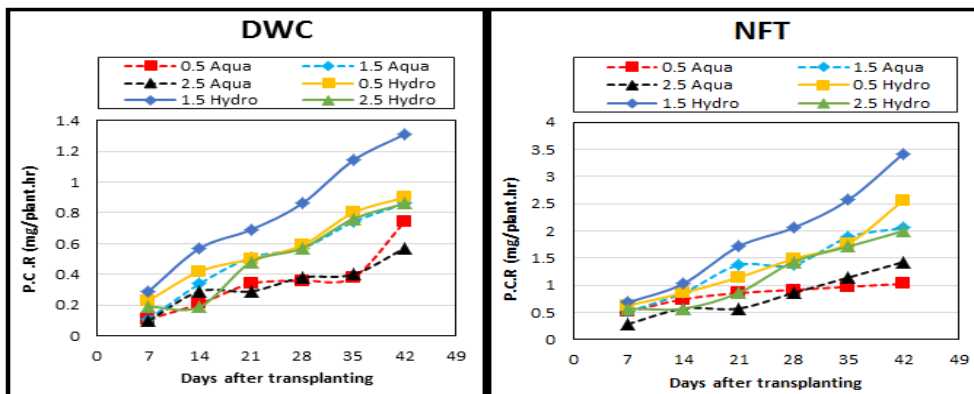 DWC
0.5 Aqua 1.5 Aqua
2.5 Aqua 0.5 Hydro
1.5 Hydro 2.5 Hydro
1.4
1.2
1
0.8
0.6
0.4
0.2
0
P.C .R (mg/plant.hr)
0 7 14 21 28 35 42 49
Days after transplanting
NFT
0.5 Aqua 1.5 Aqua
2.5 Aqua 0.5 Hydro
1.5 Hydro 2.5 Hydro
4
3.5
3
2.5
2
1.5
1
0.5
0
P.C.R (mg/plant.hr)
0 7 14 21 28 35 42 49
Days after transplanting